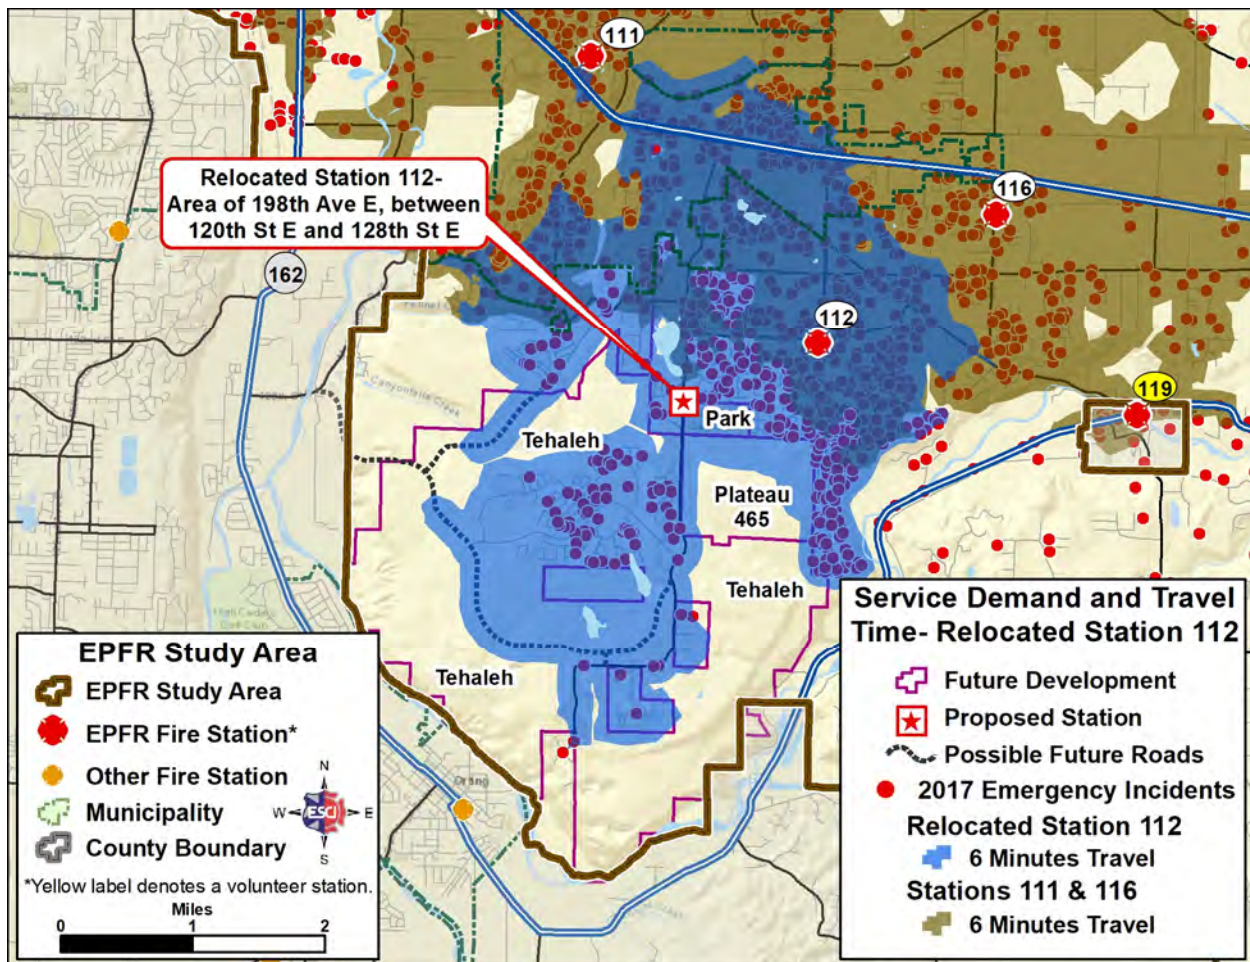 111
116
Relocated Station 112-
Area of 198th Ave E, between
120th St E and 128th St E
162
112
119
Canyonfalls Creek
Park
Tehaleh
Plateau
465
Tehaleh
Tehaleh
Orting
EPFR Study Area
EPFR Study Area
EPFR Fire Station*
Other Fire Station
Municipality
County Boundary
N
W
ESCI
E
S
*Yellow label denotes a volunteer station.
Miles
0 1 2
Service Demand and Travel
Time- Relocated Station 112
Future Development
Proposed Station
Possible Future Roads
2017 Emergency Incidents
Relocated Station 112
6 Minutes Travel
Stations 111 & 116
6 Minutes Travel